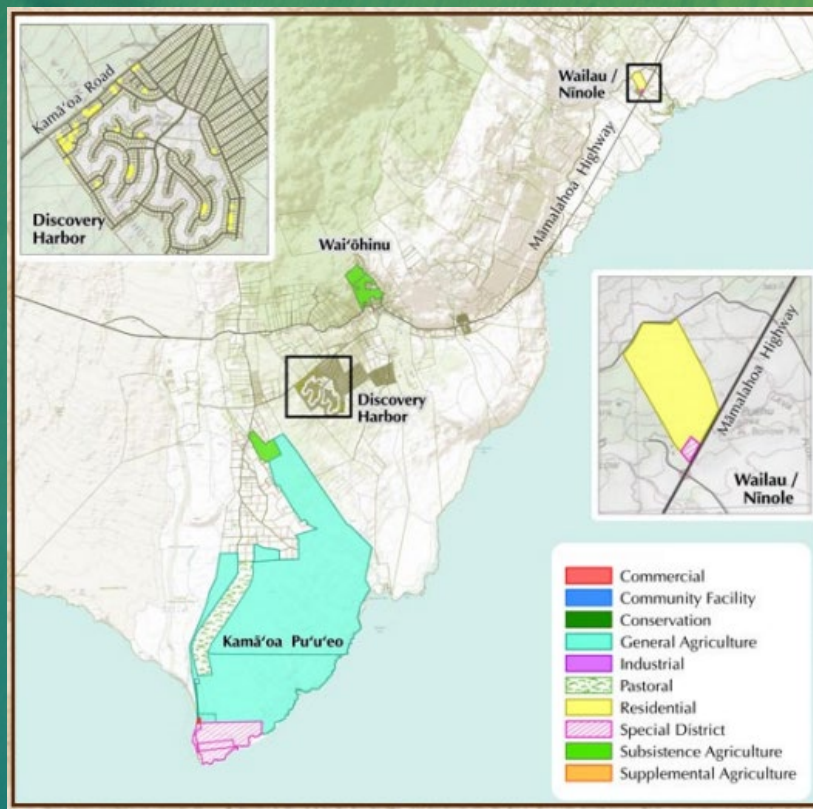 Kamā‘oa Road
Discovery
Harbor
Wailau /
Nīnole
Māmalahoa Highway
Wai‘ōhinu
Discovery
Harbor
Māmalahoa Highway
Wailau /
Nīnole
Kamā‘oa Pu‘u‘eo
Commercial
Community Facility
Conservation
General Agriculture
Industrial
Pastoral
Residential
Special District
Subsistence Agriculture
Supplemental Agriculture